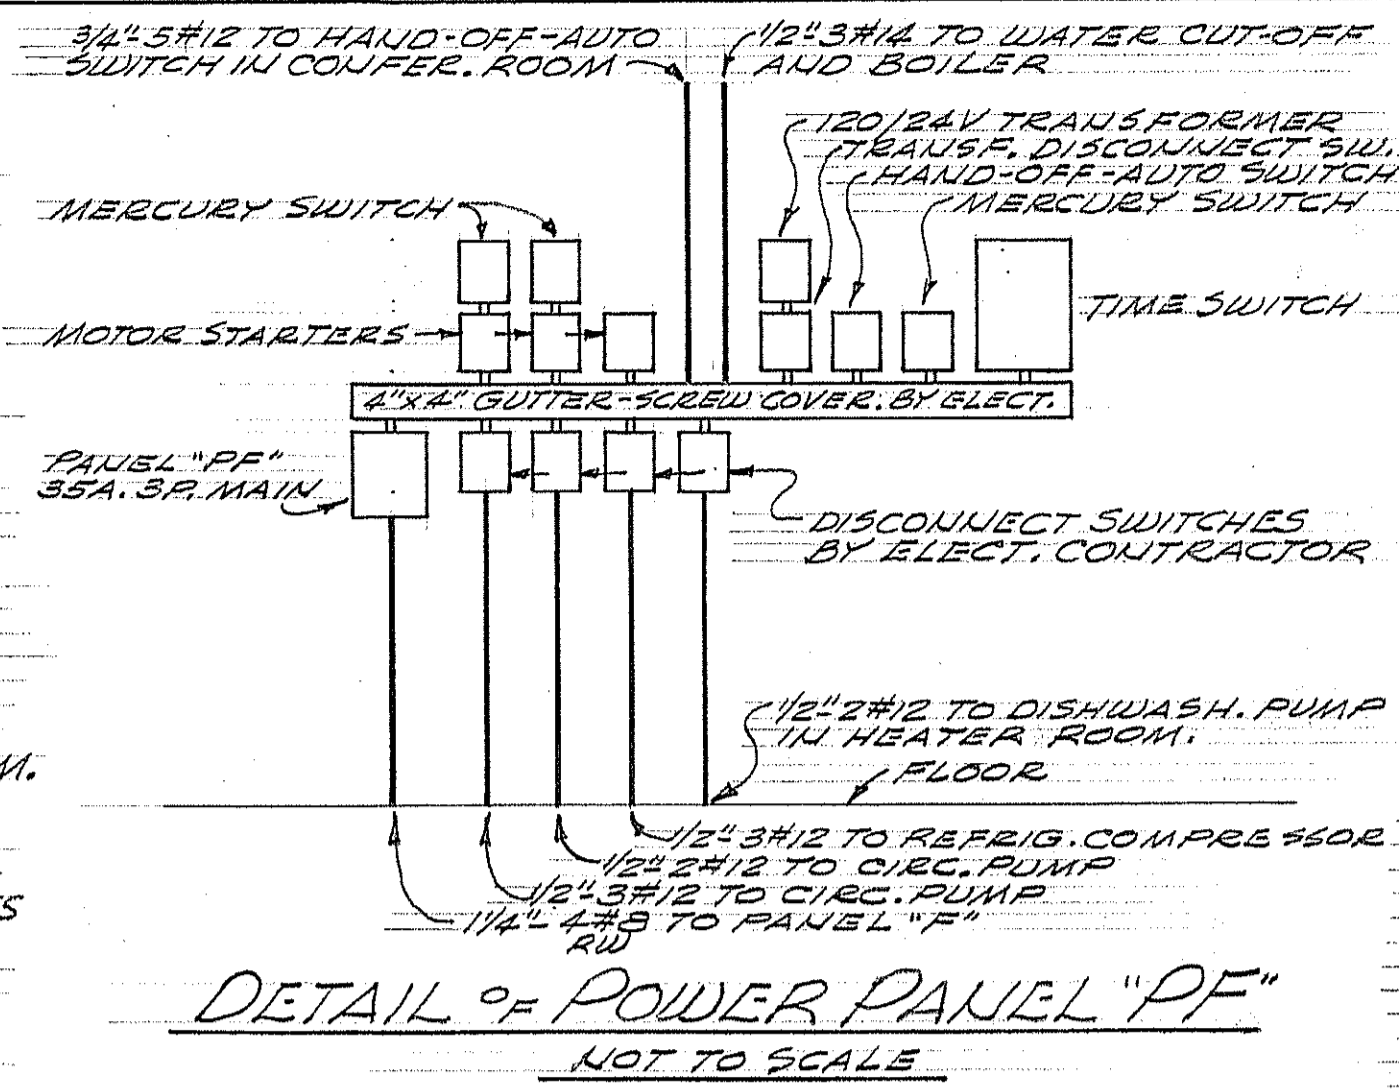 3/4"-5#12 TO HAND-OFF-AUTO
SWITCH IN CONFER. ROOM
1/2"-3#14 TO WATER CUT-OFF
AND BOILER
120/24V TRANSFORMER
TRANSF. DISCONNECT SW.
HAND-OFF-AUTO SWITCH
MERCURY SWITCH
MERCURY SWITCH
TIME SWITCH
MOTOR STARTERS
4"x4" GUTTER-SCREW COVER. BY ELECT.
PANEL "PF"
35A. 3P. MAIN
DISCONNECT SWITCHES
BY ELECT. CONTRACTOR
1/2"-2#12 TO DISHWASH. PUMP
IN HEATER ROOM.
M.
FLOOR
1/2"-3#12 TO REFRIG. COMPRESSOR
1/2"-2#12 TO CIRC. PUMP
1/2"-3#12 TO CIRC. PUMP
S
1 1/4"-4#8 TO PANEL "F"
RW
DETAIL OF POWER PANEL "PF"
NOT TO SCALE